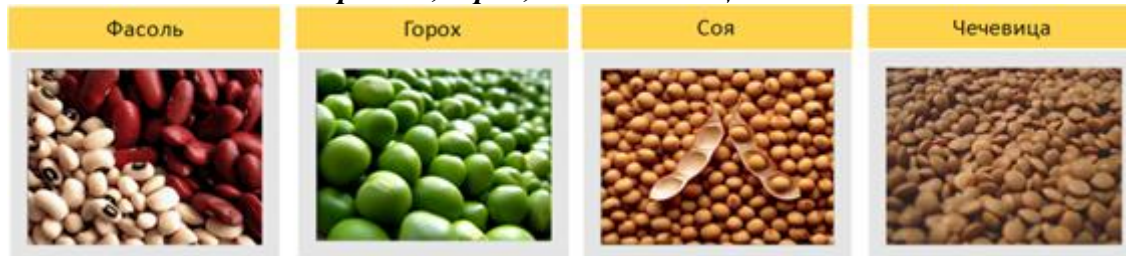 Фасоль
Горох
Соя
Чечевица